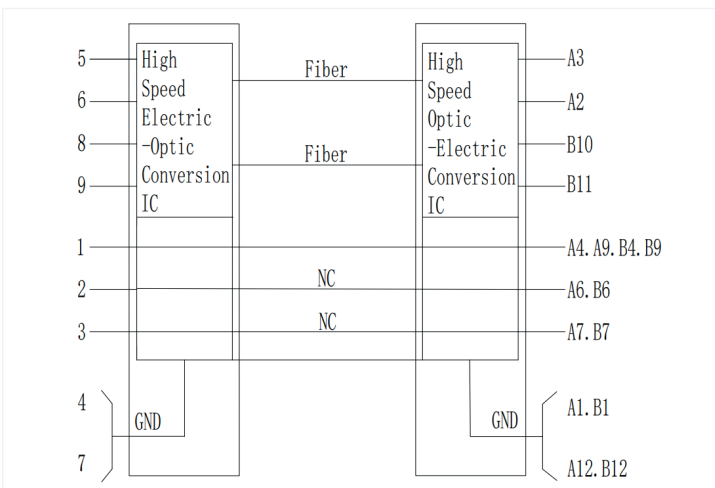 5
High
Speed
Electric
-Optic
Conversion
IC
6
8
9
Fiber
Fiber
High
Speed
Optic
-Electric
Conversion
IC
A3
A2
B10
B11
1
A4. A9. B4. B9
2
NC
A6. B6
3
NC
A7. B7
4
GND
7
GND
A1. B1
A12. B12